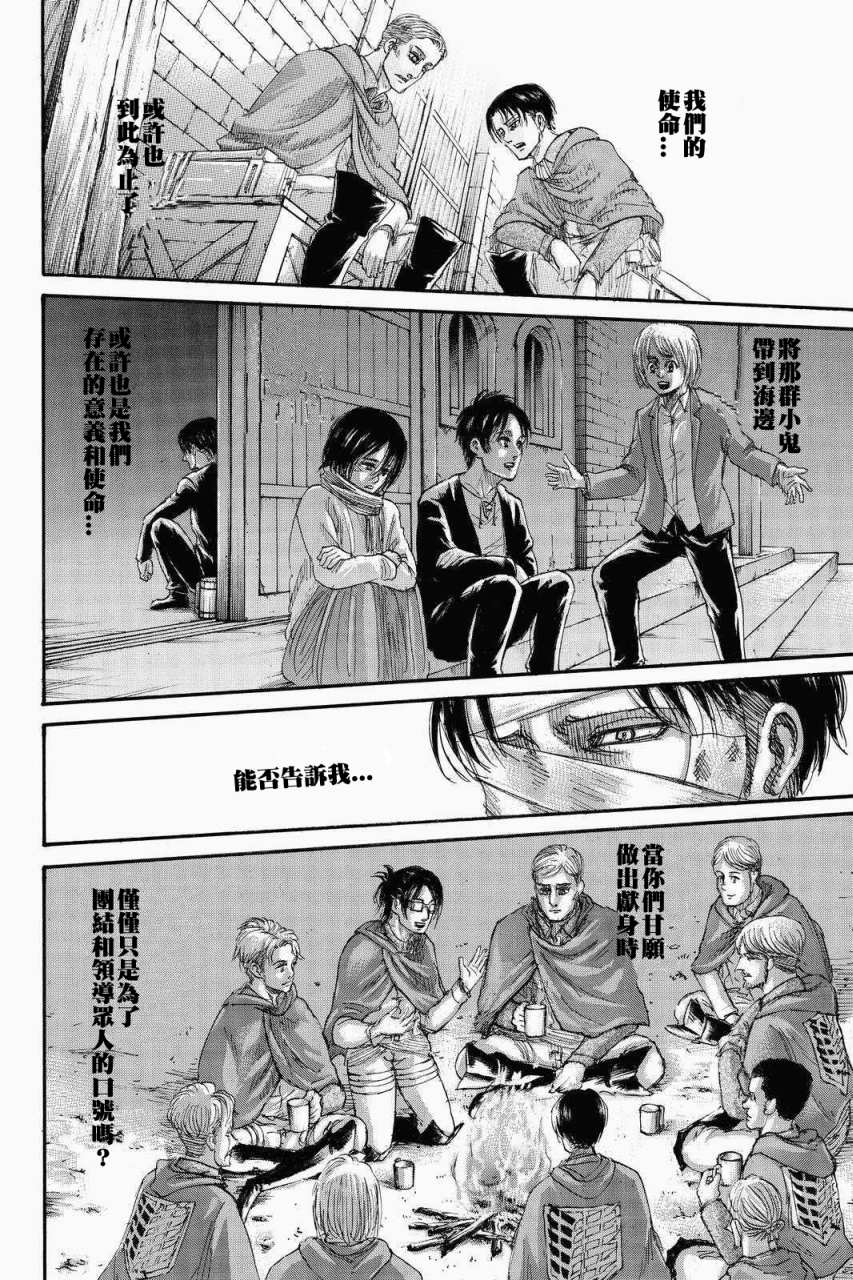 我們的
使命…
或許也
到此為止了
將那群小鬼
帶到海邊
或許也是我們
存在的意義和使命…
能否告訴我…
當你們甘願
做出獻身時
僅僅只是為了
團結和領導眾人的口號嗎？